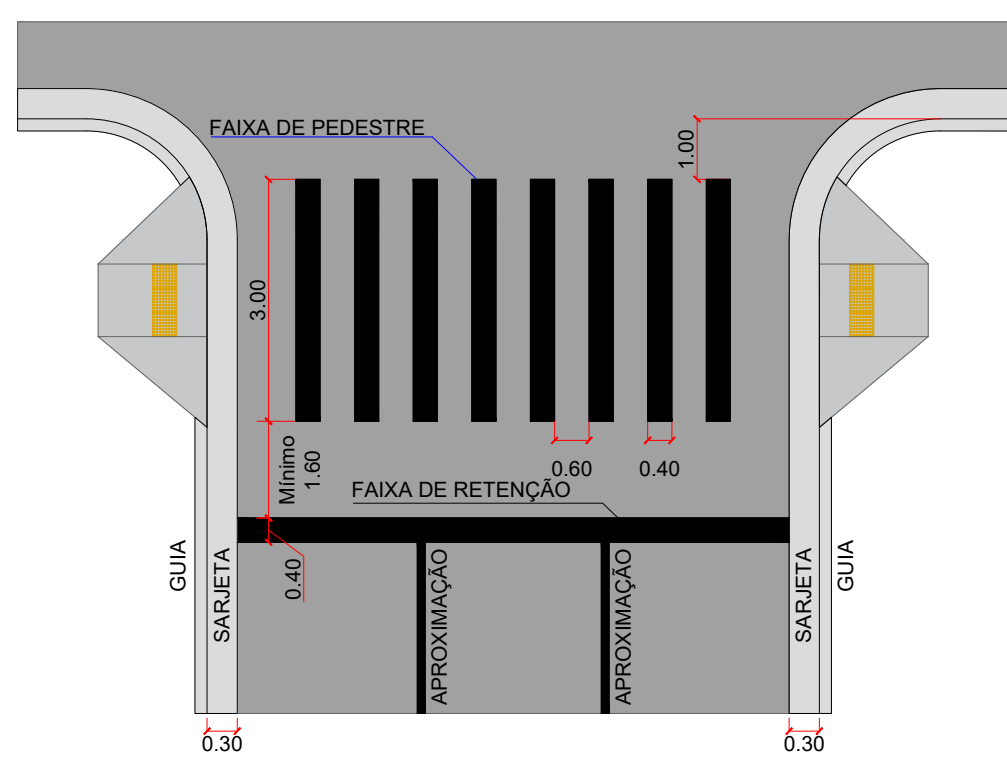 FAIXA DE PEDESTRE
1.00
3.00
Mínimo
1.60
0.60
0.40
FAIXA DE RETENÇÃO
0.40
GUIA
SARJETA
APROXIMAÇÃO
APROXIMAÇÃO
SARJETA
GUIA
0.30
0.30